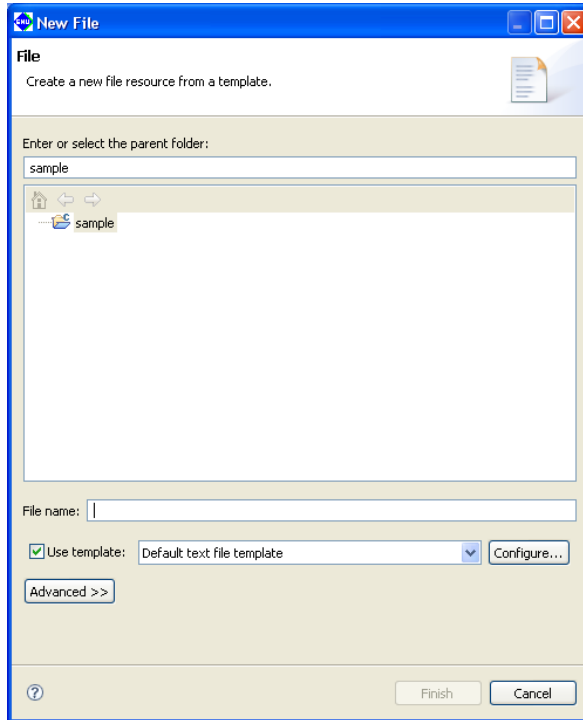 New File
File
Create a new file resource from a template.
Enter or select the parent folder:
sample
sample
File name:
Use template: Default text file template Configure...
Advanced >>
Finish Cancel